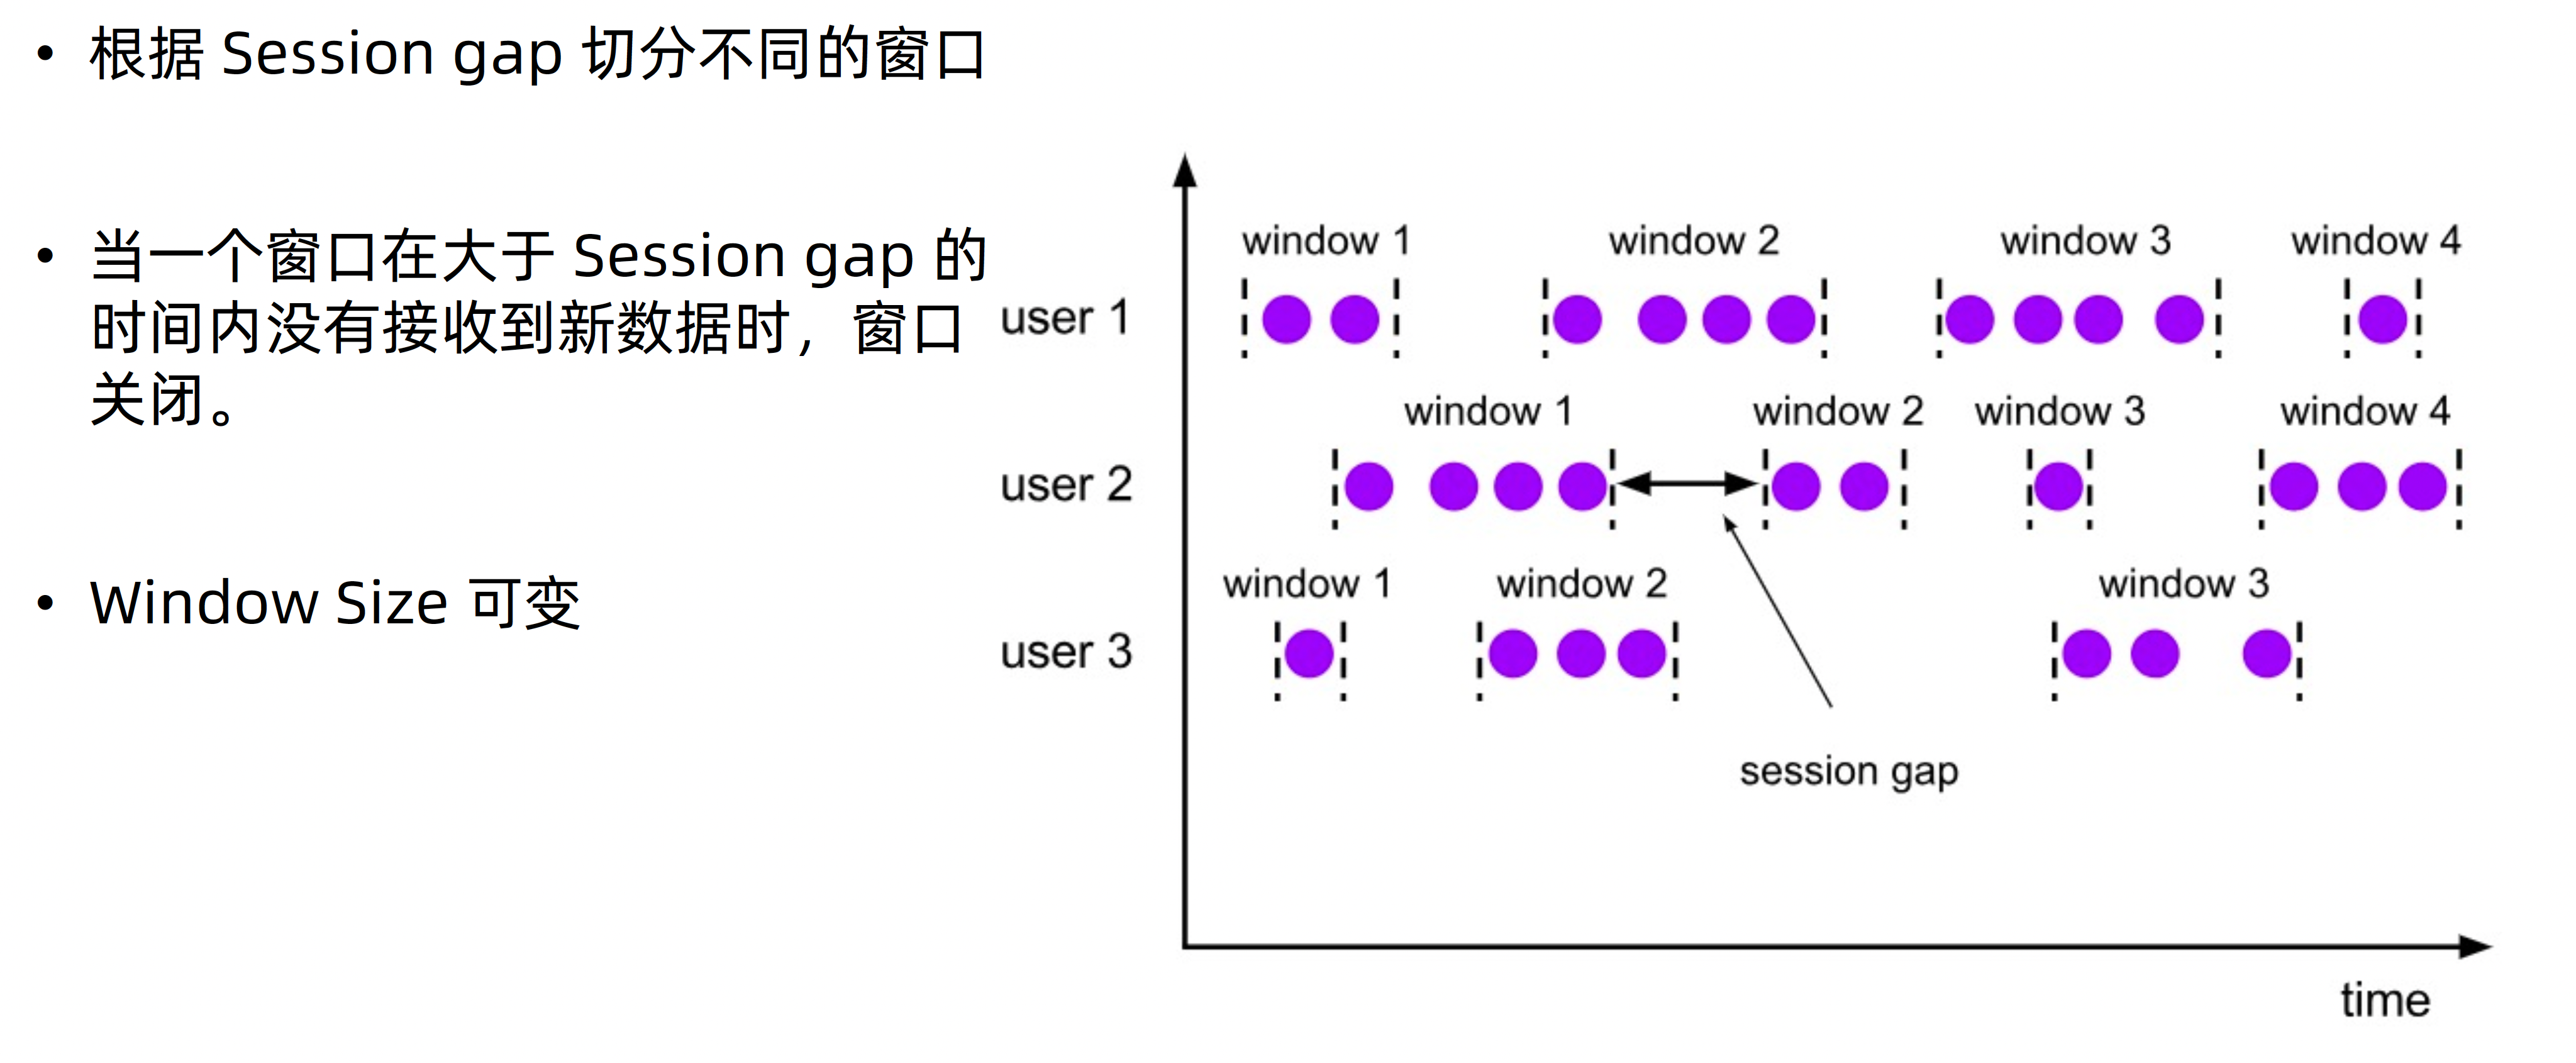 • 根据 Session gap 切分不同的窗口
• 当一个窗口在大于 Session gap 的
时间内没有接收到新数据时，窗口
关闭。
• Window Size 可变
window 1 window 2 window 3 window 4
user 1
window 1 window 2 window 3 window 4
user 2
window 1 window 2 window 3
user 3
session gap
time